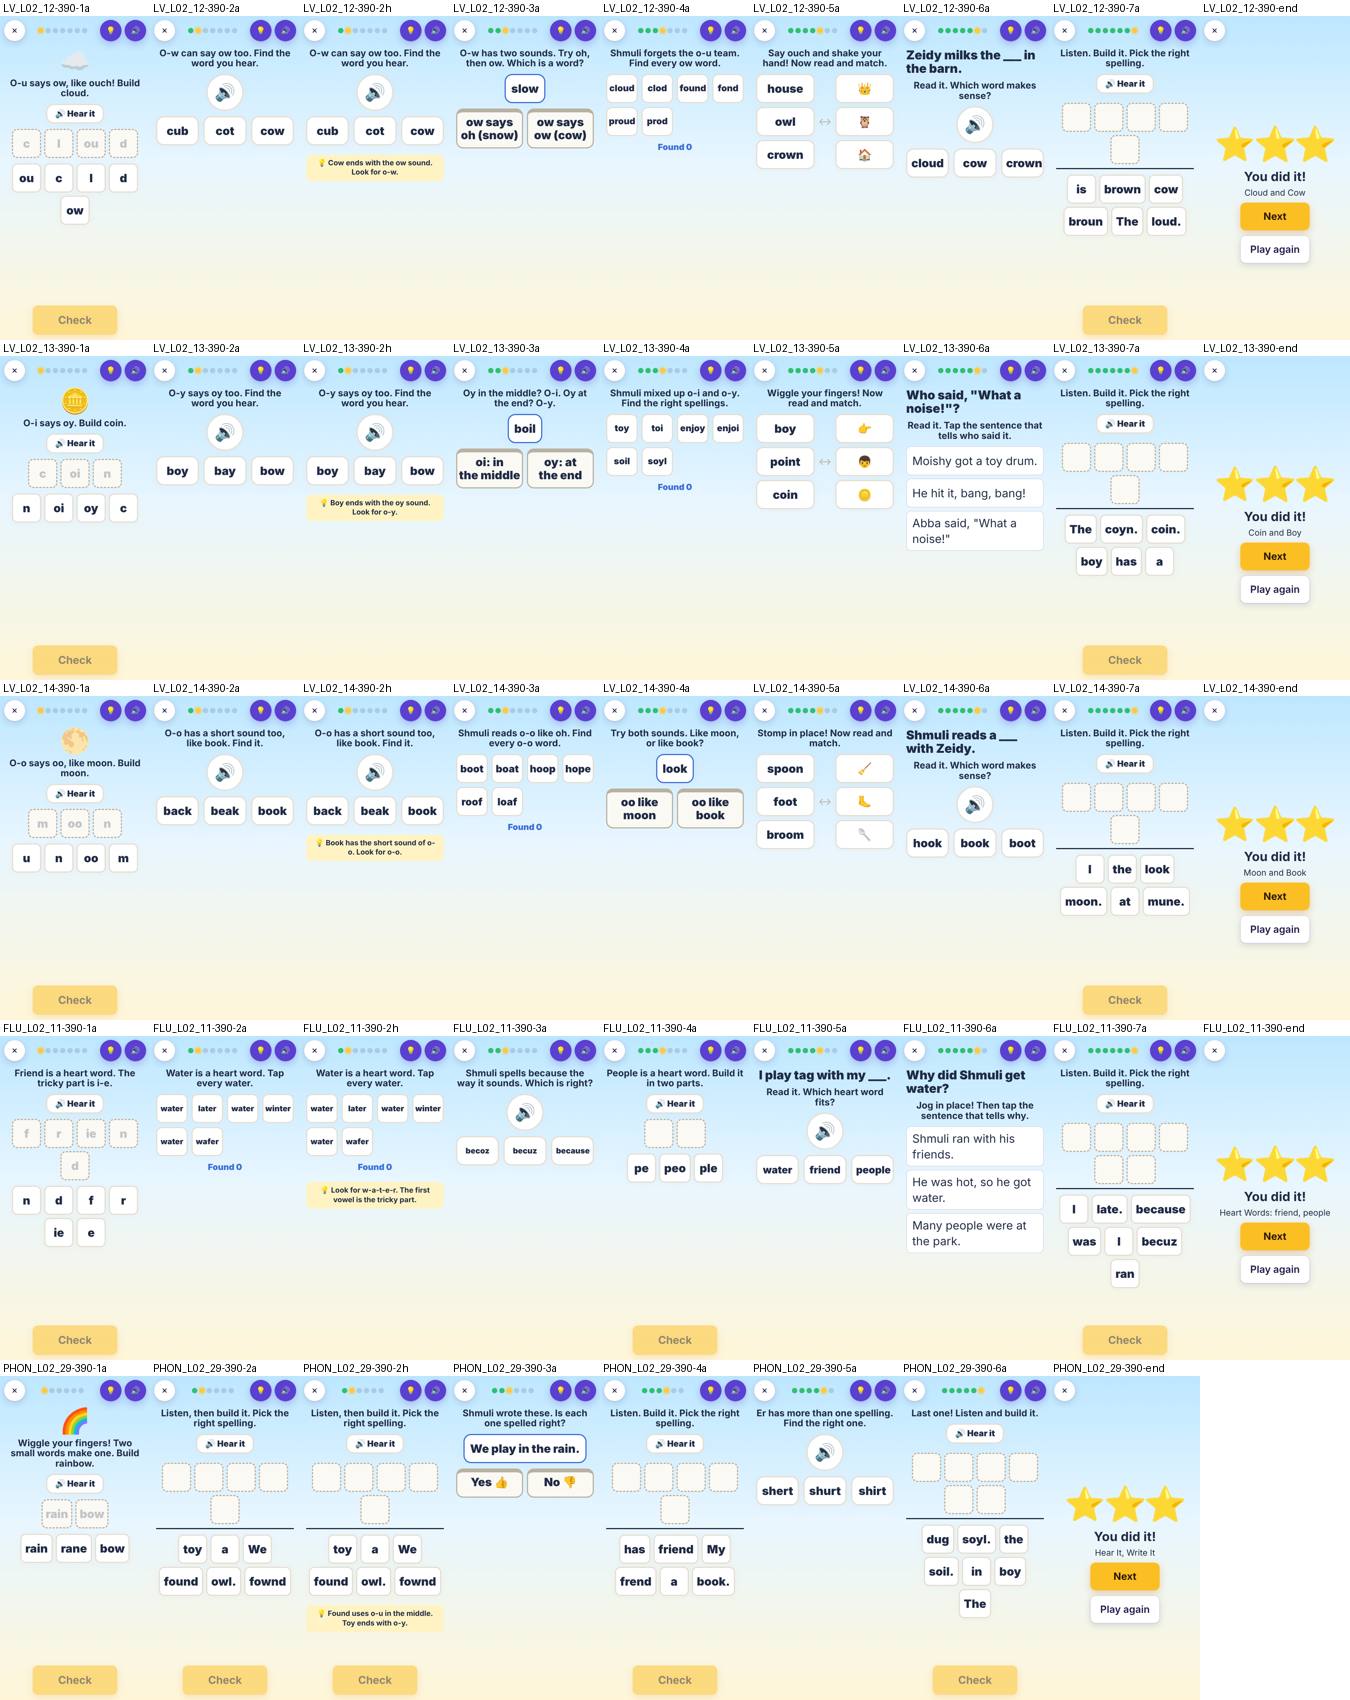 LV_L02_12-390-1a
O-u says ow, like ouch! Build
cloud.
🔊 Hear it
c l ou d
ou c l d
ow
Check
LV_L02_12-390-2a
O-w can say ow too. Find the
word you hear.
cub cot cow
LV_L02_12-390-2h
O-w can say ow too. Find the
word you hear.
cub cot cow
💡 Cow ends with the ow sound.
Look for o-w.
LV_L02_12-390-3a
O-w has two sounds. Try oh,
then ow. Which is a word?
slow
ow says
oh (snow)
ow says
ow (cow)
LV_L02_12-390-4a
Shmuli forgets the o-u team.
Find every ow word.
cloud clod found fond
proud prod
Found 0
LV_L02_12-390-5a
Say ouch and shake your
hand! Now read and match.
house
owl
crown
LV_L02_12-390-6a
Zeidy milks the ___ in
the barn.
Read it. Which word makes
sense?
cloud cow crown
LV_L02_12-390-7a
Listen. Build it. Pick the right
spelling.
🔊 Hear it
is brown cow
broun The loud.
Check
LV_L02_12-390-end
You did it!
Cloud and Cow
Next
Play again
LV_L02_13-390-1a
O-i says oy. Build coin.
🔊 Hear it
c oi n
n oi oy c
Check
LV_L02_13-390-2a
O-y says oy too. Find the
word you hear.
boy bay bow
LV_L02_13-390-2h
O-y says oy too. Find the
word you hear.
boy bay bow
💡 Boy ends with the oy sound.
Look for o-y.
LV_L02_13-390-3a
Oy in the middle? O-i. Oy at
the end? O-y.
boil
oi: in
the middle
oy: at
the end
LV_L02_13-390-4a
Shmuli mixed up o-i and o-y.
Find the right spellings.
toy toi enjoy enjoi
soil soyl
Found 0
LV_L02_13-390-5a
Wiggle your fingers! Now
read and match.
boy
point
coin
LV_L02_13-390-6a
Who said, "What a
noise!"?
Read it. Tap the sentence that
tells who said it.
Moishy got a toy drum.
He hit it, bang, bang!
Abba said, "What a
noise!"
LV_L02_13-390-7a
Listen. Build it. Pick the right
spelling.
🔊 Hear it
The coyn. coin.
boy has a
Check
LV_L02_13-390-end
You did it!
Coin and Boy
Next
Play again
LV_L02_14-390-1a
O-o says oo, like moon. Build
moon.
🔊 Hear it
m oo n
u n oo m
Check
LV_L02_14-390-2a
O-o has a short sound too,
like book. Find it.
back beak book
LV_L02_14-390-2h
O-o has a short sound too,
like book. Find it.
back beak book
💡 Book has the short sound of o-
o. Look for o-o.
LV_L02_14-390-3a
Shmuli reads o-o like oh. Find
every o-o word.
boot boat hoop hope
roof loaf
Found 0
LV_L02_14-390-4a
Try both sounds. Like moon,
or like book?
look
oo like
moon
oo like
book
LV_L02_14-390-5a
Stomp in place! Now read and
match.
spoon
foot
broom
LV_L02_14-390-6a
Shmuli reads a ___
with Zeidy.
Read it. Which word makes
sense?
hook book boot
LV_L02_14-390-7a
Listen. Build it. Pick the right
spelling.
🔊 Hear it
I the look
moon. at mune.
Check
LV_L02_14-390-end
You did it!
Moon and Book
Next
Play again
FLU_L02_11-390-1a
Friend is a heart word. The
tricky part is i-e.
🔊 Hear it
f r ie n
d
n d f r
ie e
Check
FLU_L02_11-390-2a
Water is a heart word. Tap
every water.
water later water winter
water wafer
Found 0
FLU_L02_11-390-2h
Water is a heart word. Tap
every water.
water later water winter
water wafer
Found 0
💡 Look for w-a-t-e-r. The first
vowel is the tricky part.
FLU_L02_11-390-3a
Shmuli spells because the
way it sounds. Which is right?
becoz becuz because
FLU_L02_11-390-4a
People is a heart word. Build it
in two parts.
🔊 Hear it
pe peo ple
Check
FLU_L02_11-390-5a
I play tag with my ___.
Read it. Which heart word
fits?
water friend people
FLU_L02_11-390-6a
Why did Shmuli get
water?
Jog in place! Then tap the
sentence that tells why.
Shmuli ran with his
friends.
He was hot, so he got
water.
Many people were at
the park.
FLU_L02_11-390-7a
Listen. Build it. Pick the right
spelling.
🔊 Hear it
I late. because
was I becuz
ran
Check
FLU_L02_11-390-end
You did it!
Heart Words: friend, people
Next
Play again
PHON_L02_29-390-1a
Wiggle your fingers! Two
small words make one. Build
rainbow.
🔊 Hear it
rain bow
rain rane bow
Check
PHON_L02_29-390-2a
Listen, then build it. Pick the
right spelling.
🔊 Hear it
toy a We
found owl. fownd
Check
PHON_L02_29-390-2h
Listen, then build it. Pick the
right spelling.
🔊 Hear it
toy a We
found owl. fownd
💡 Found uses o-u in the middle.
Toy ends with o-y.
Check
PHON_L02_29-390-3a
Shmuli wrote these. Is each
one spelled right?
We play in the rain.
Yes 👍 No 👎
PHON_L02_29-390-4a
Listen. Build it. Pick the right
spelling.
🔊 Hear it
has friend My
frend a book.
Check
PHON_L02_29-390-5a
Er has more than one spelling.
Find the right one.
shert shurt shirt
PHON_L02_29-390-6a
Last one! Listen and build it.
🔊 Hear it
dug soyl. the
soil. in boy
The
Check
PHON_L02_29-390-end
You did it!
Hear It, Write It
Next
Play again